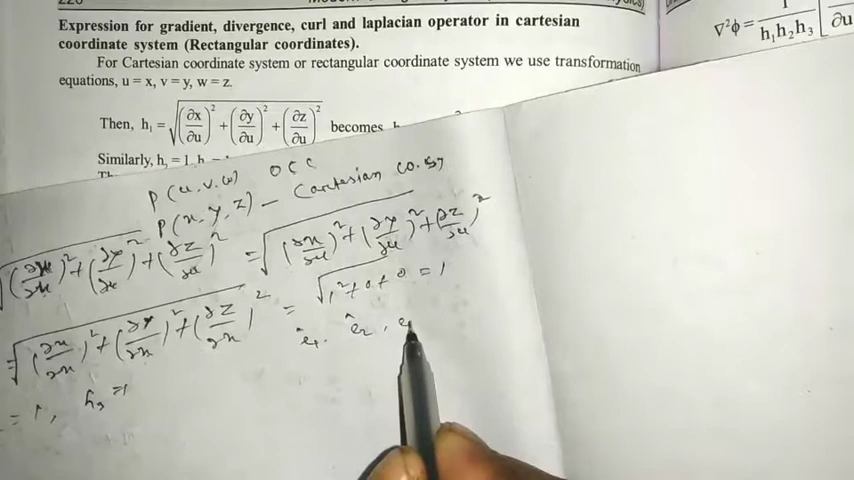 Expression for gradient, divergence, curl and laplacian operator in cartesian
coordinate system (Rectangular coordinates).
For Cartesian coordinate system or rectangular coordinate system we use transformation
equations, u = x, v = y, w = z.
Then, h₁ = √((∂x/∂u)² + (∂y/∂u)² + (∂z/∂u)²) becomes
Similarly, h, = 1, h
∇²ϕ = 1/(h₁h₂h₃) [ ∂u
P(u.v.w) OCC
P(x, y, z) – Cartesian co. sy
√((∂x/∂x)² + (∂y/∂x)² + (∂z/∂x)²) = √((∂x/∂u)² + (∂y/∂u)² + (∂z/∂u)²)
= √((∂x/∂x)² + (∂y/∂x)² + (∂z/∂x)²) = √(1² + 0 + 0) = 1
ê₁. ê₂, e
= 1, h₃ = 1